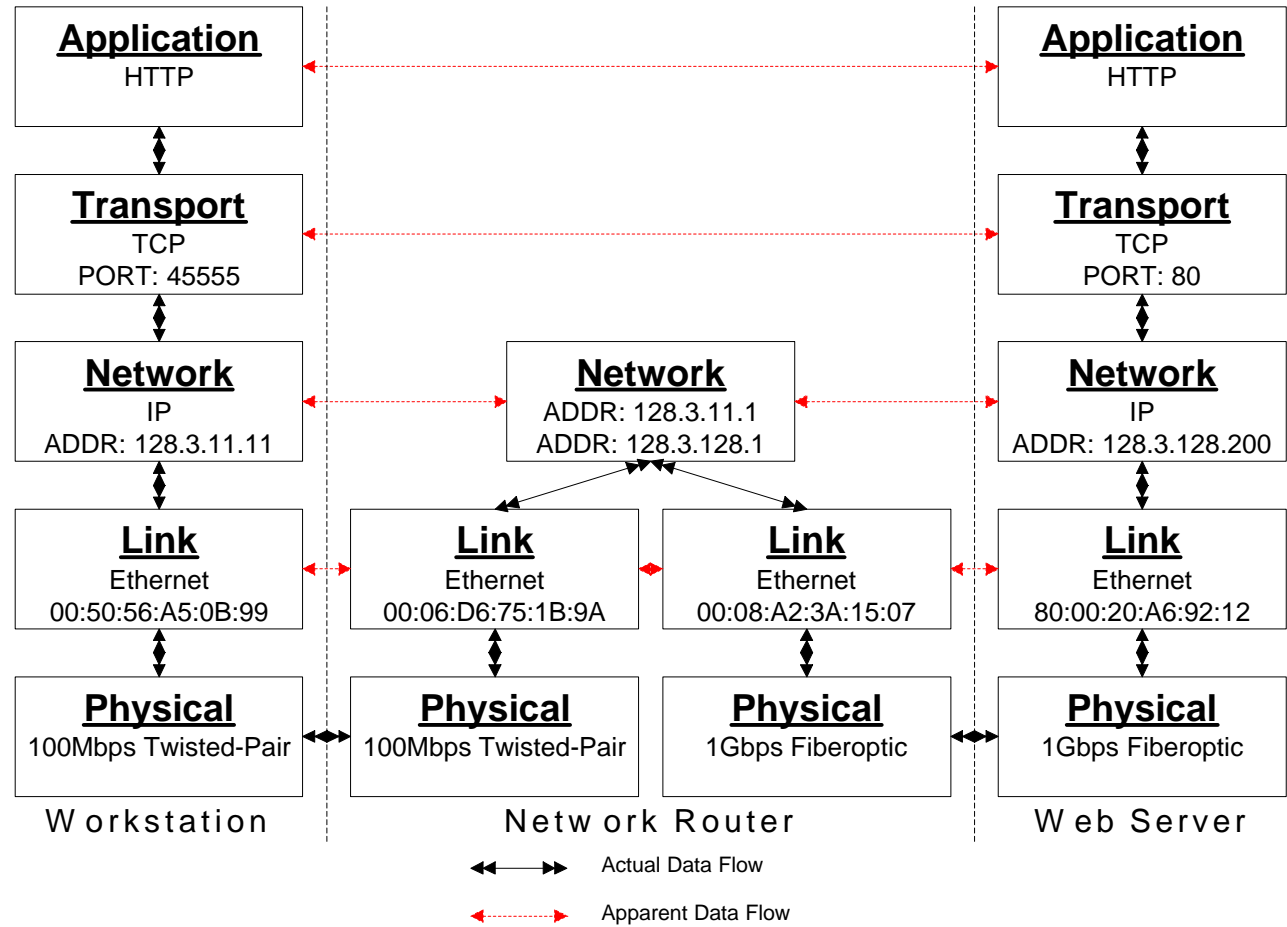 Application
HTTP
Application
HTTP
Transport
TCP
PORT: 45555
Transport
TCP
PORT: 80
Network
IP
ADDR: 128.3.11.11
Network
ADDR: 128.3.11.1
ADDR: 128.3.128.1
Network
IP
ADDR: 128.3.128.200
Link
Ethernet
00:50:56:A5:0B:99
Link
Ethernet
00:06:D6:75:1B:9A
Link
Ethernet
00:08:A2:3A:15:07
Link
Ethernet
80:00:20:A6:92:12
Physical
100Mbps Twisted-Pair
Physical
100Mbps Twisted-Pair
Physical
1Gbps Fiberoptic
Physical
1Gbps Fiberoptic
Workstation
Network Router
Web Server
Actual Data Flow
Apparent Data Flow